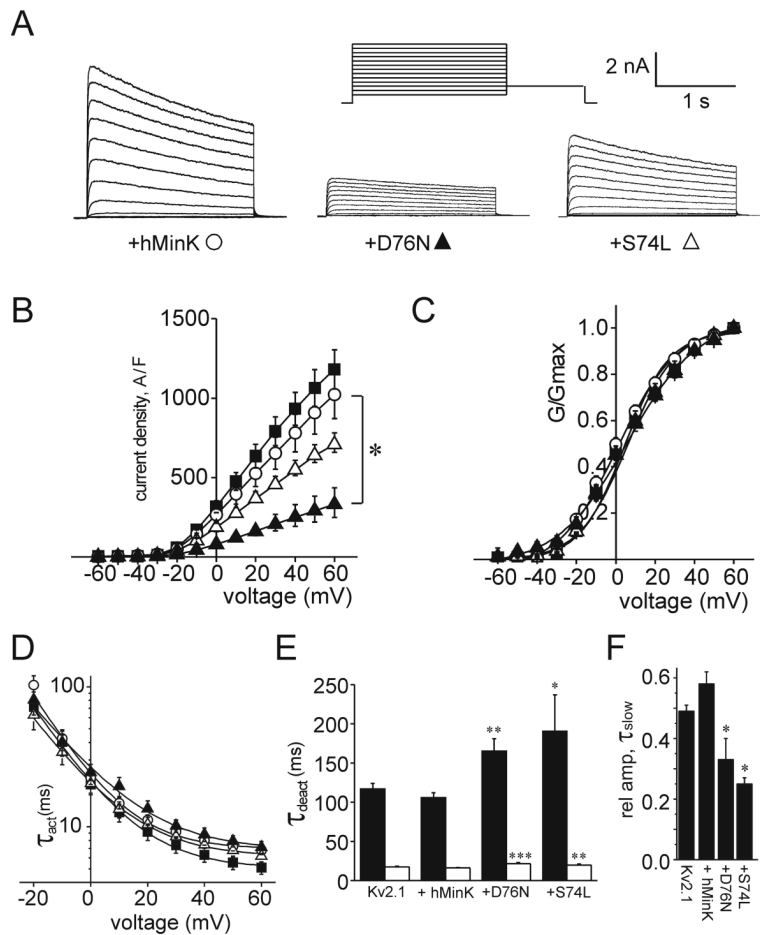 A
2 nA
1 s
+hMinK
+D76N
+S74L
B
current density, A/F
1500
1000
500
*
-60 -40 -20 0 20 40 60
voltage (mV)
C
G/Gmax
1.0
0.8
0.6
0.4
0.2
-60 -40 -20 0 20 40 60
voltage (mV)
D
τact(ms)
100
10
-20 0 20 40 60
voltage (mV)
E
τdeact(ms)
250
200
150
100
50
0
** * *** **
Kv2.1 + hMinK +D76N +S74L
F
rel amp, τslow
0.6
0.4
0.2
0.0
* *
Kv2.1
+ hMinK
+D76N
+S74L